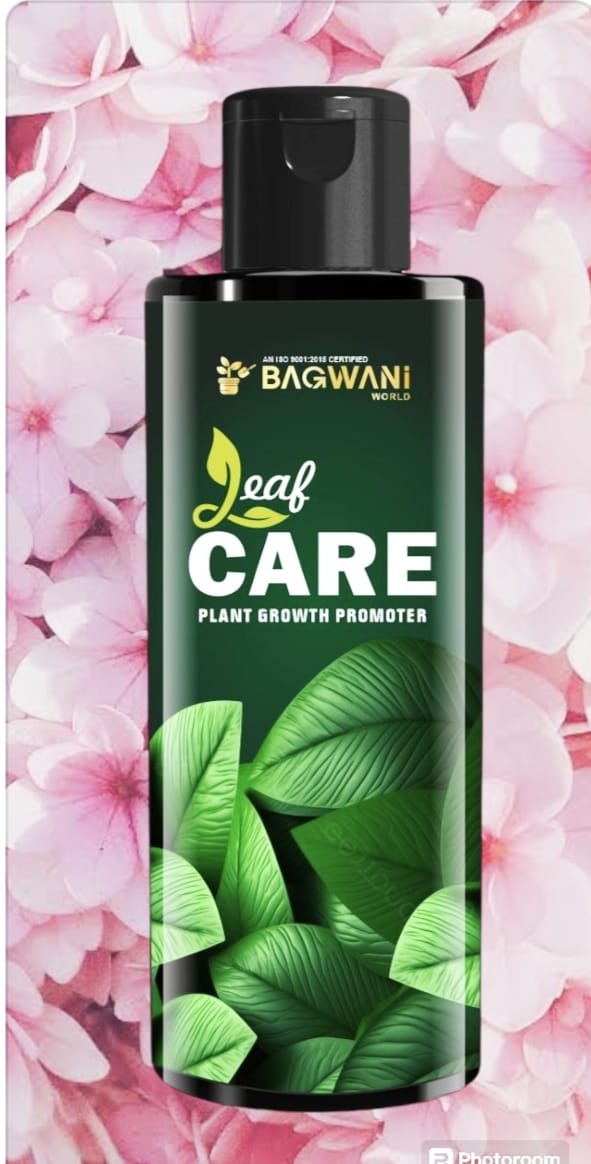 AN ISO 9001:2015 CERTIFIED
BAGWANi
WORLD
Leaf
CARE
PLANT GROWTH PROMOTER
Photoroom